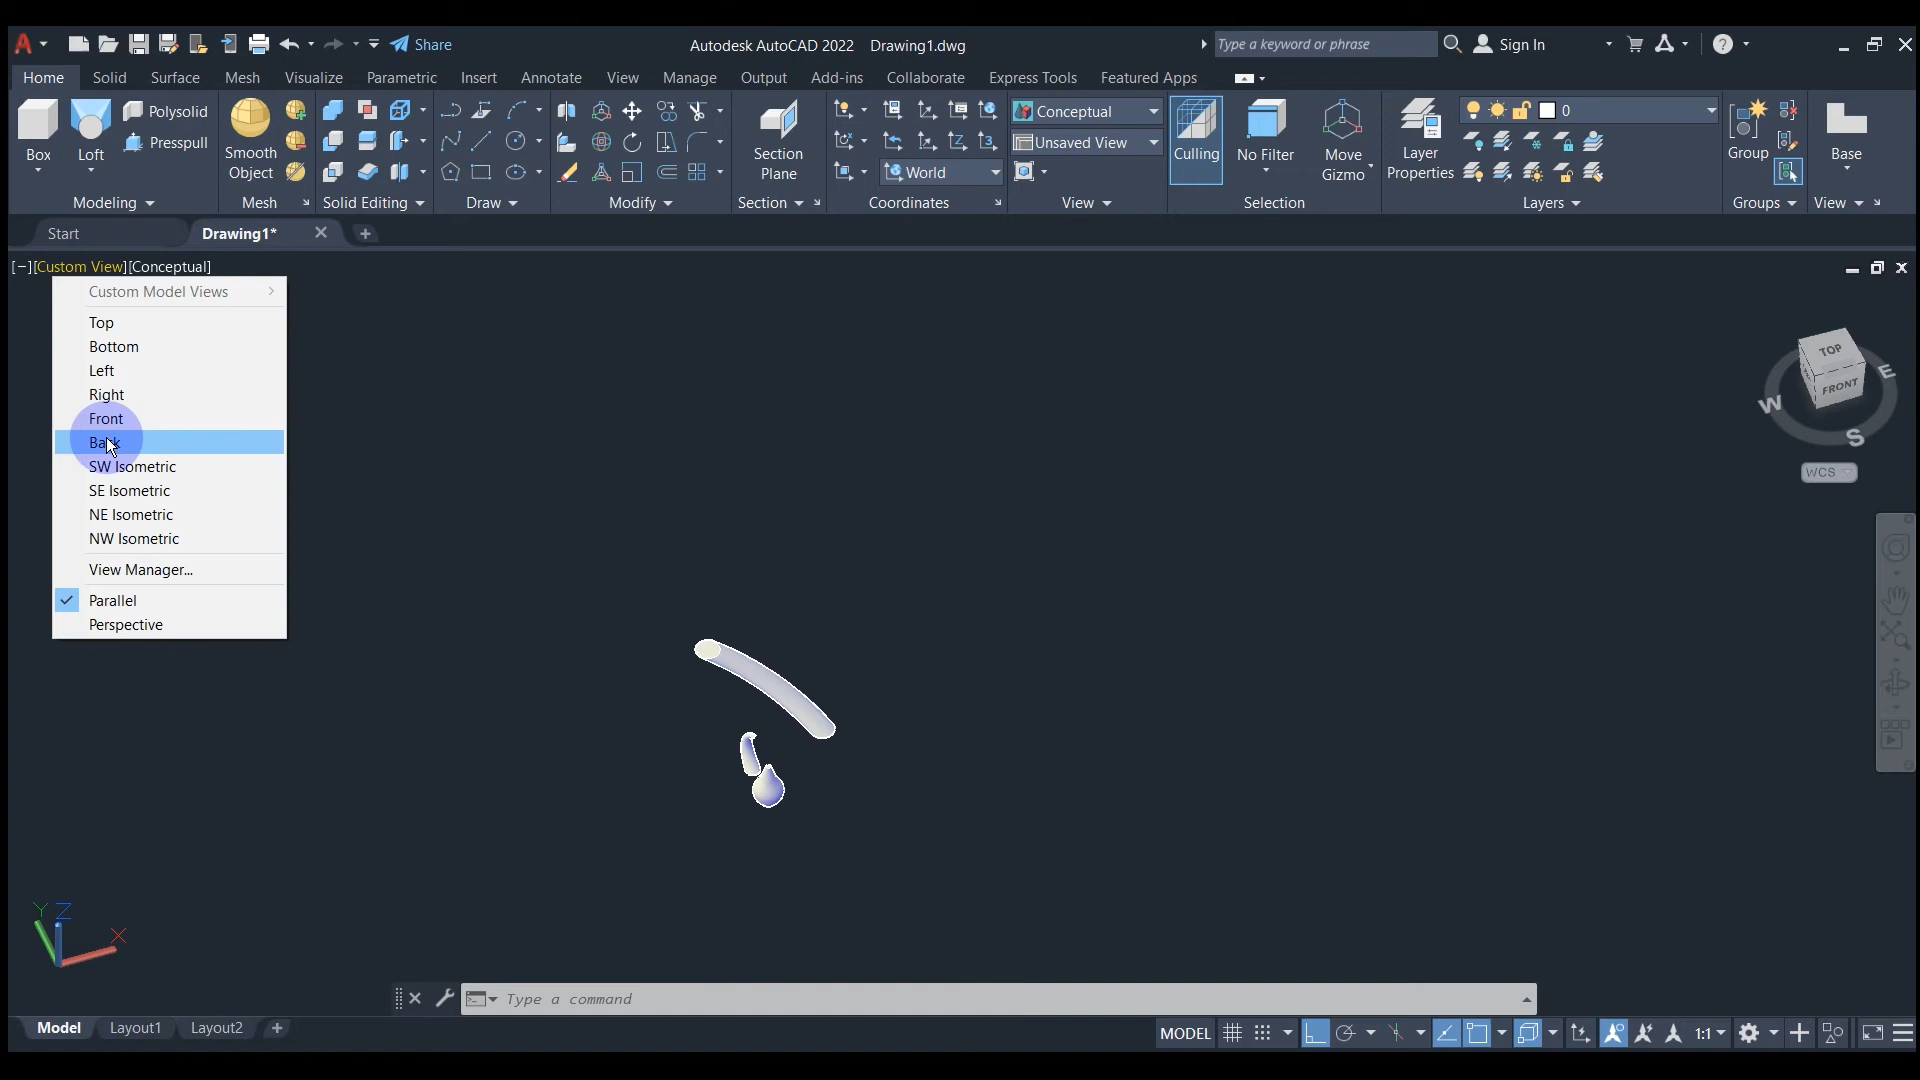 Share
Autodesk AutoCAD 2022 Drawing1.dwg
Type a keyword or phrase
Sign In
Home Solid Surface Mesh Visualize Parametric Insert Annotate View Manage Output Add-ins Collaborate Express Tools Featured Apps
Box
Loft
Polysolid
Presspull
Smooth Object
Section Plane
World
Conceptual
Unsaved View
Culling
No Filter
Move Gizmo
Layer Properties
0
Group
Base
Modeling Mesh Solid Editing Draw Modify Section Coordinates View Selection Layers Groups View
Start
Drawing1*
[−][Custom View][Conceptual]
Custom Model Views
Top
Bottom
Left
Right
Front
Back
SW Isometric
SE Isometric
NE Isometric
NW Isometric
View Manager...
Parallel
Perspective
TOP
FRONT
E
W
S
WCS
Y Z
X
Type a command
Model Layout1 Layout2
MODEL
1:1